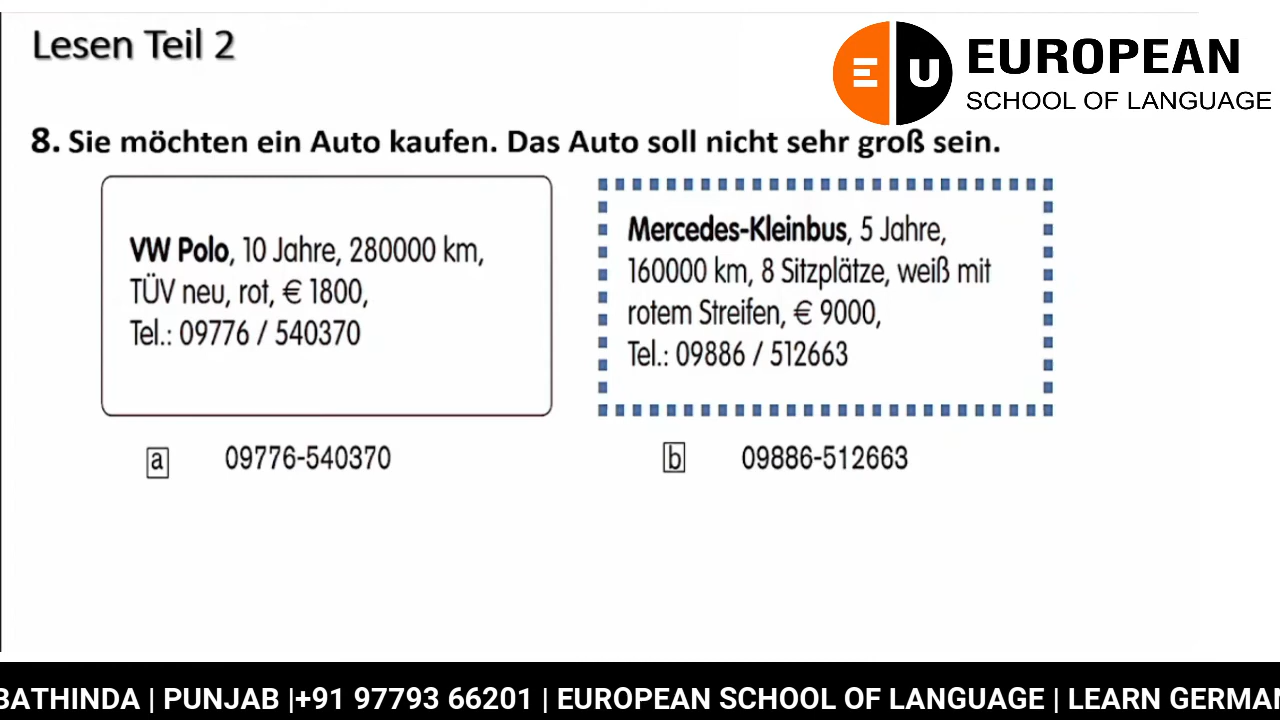 Lesen Teil 2
EU EUROPEAN
SCHOOL OF LANGUAGE
8. Sie möchten ein Auto kaufen. Das Auto soll nicht sehr groß sein.
VW Polo, 10 Jahre, 280000 km,
TÜV neu, rot, € 1800,
Tel.: 09776 / 540370
Mercedes-Kleinbus, 5 Jahre,
160000 km, 8 Sitzplätze, weiß mit
rotem Streifen, € 9000,
Tel.: 09886 / 512663
a 09776-540370
b 09886-512663
BATHINDA | PUNJAB |+91 97793 66201 | EUROPEAN SCHOOL OF LANGUAGE | LEARN GERMAN